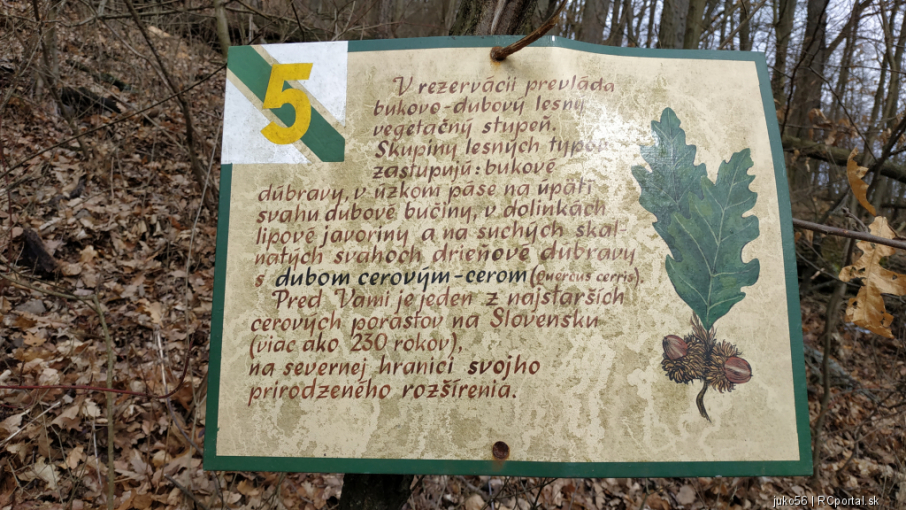 5
V rezervácii prevláda
bukovo-dubový lesný
vegetačný stupeň.
Skupiny lesných typov
zastupujú: bukové
dúbravy, v úzkom páse na úpätí
svahu dubové bučiny, v dolinkách
lipové javoriny a na suchých skal-
natých svahoch drieňové dúbravy
s dubom cerovým-cerom (Quercus cerris).
Pred Vami je jeden z najstarších
cerových porastov na Slovensku
(viac ako 230 rokov),
na severnej hranici svojho
prirodzeného rozšírenia.
juko56 | RCportal.sk